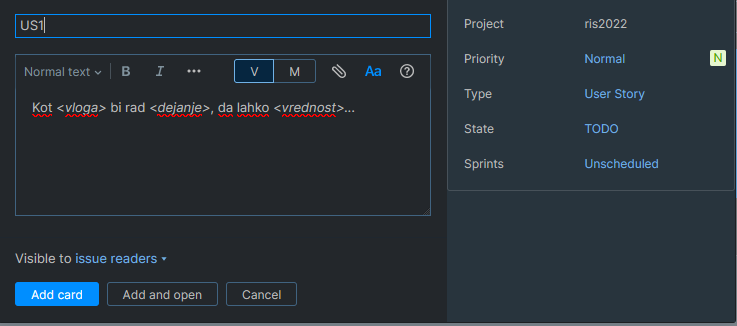 US1
Normal text B I ••• V M Aa ?
Kot <vloga> bi rad <dejanje>, da lahko <vrednost>...
Visible to issue readers
Add card Add and open Cancel
Project ris2022
Priority Normal N
Type User Story
State TODO
Sprints Unscheduled